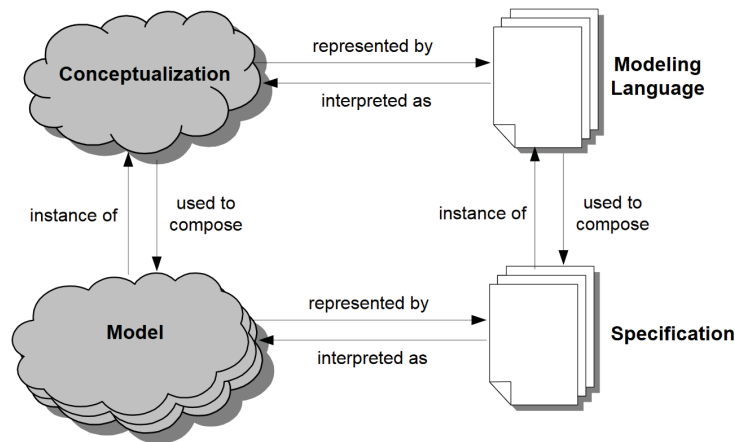 represented by
Conceptualization
Modeling
Language
interpreted as
instance of
used to
compose
instance of
used to
compose
represented by
Model
Specification
interpreted as